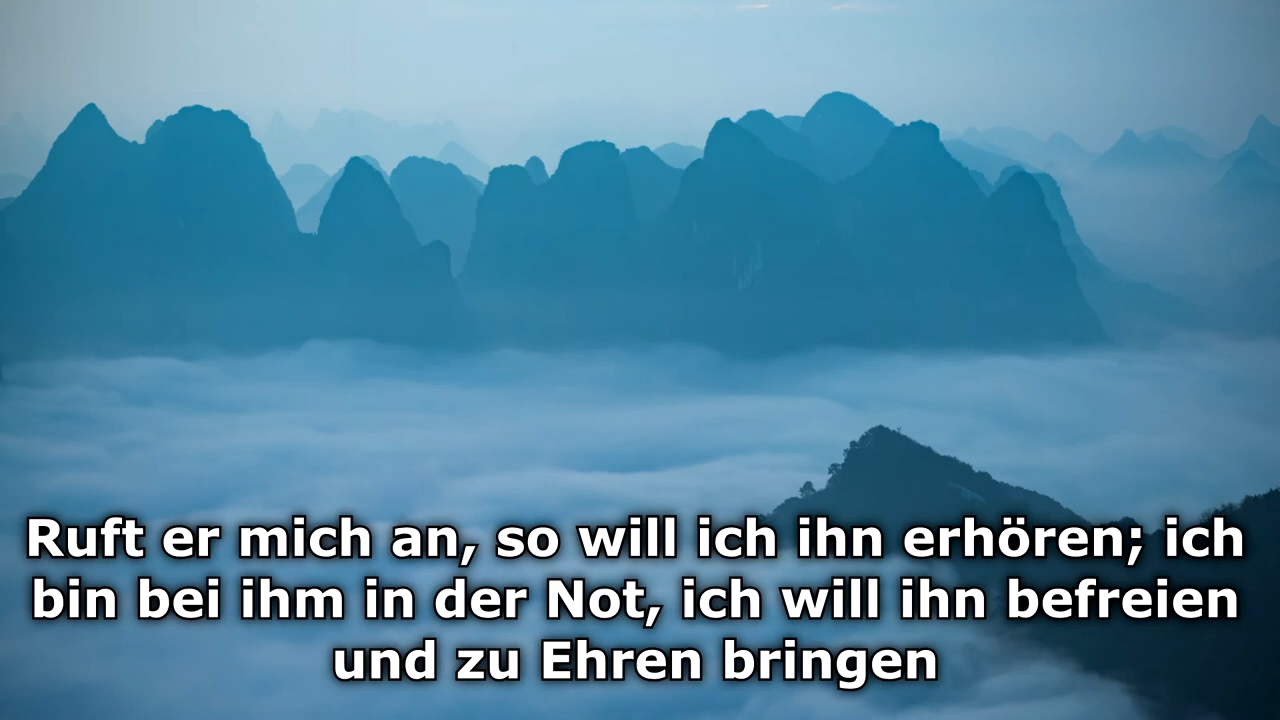 Ruft er mich an, so will ich ihn erhören; ich
bin bei ihm in der Not, ich will ihn befreien
und zu Ehren bringen